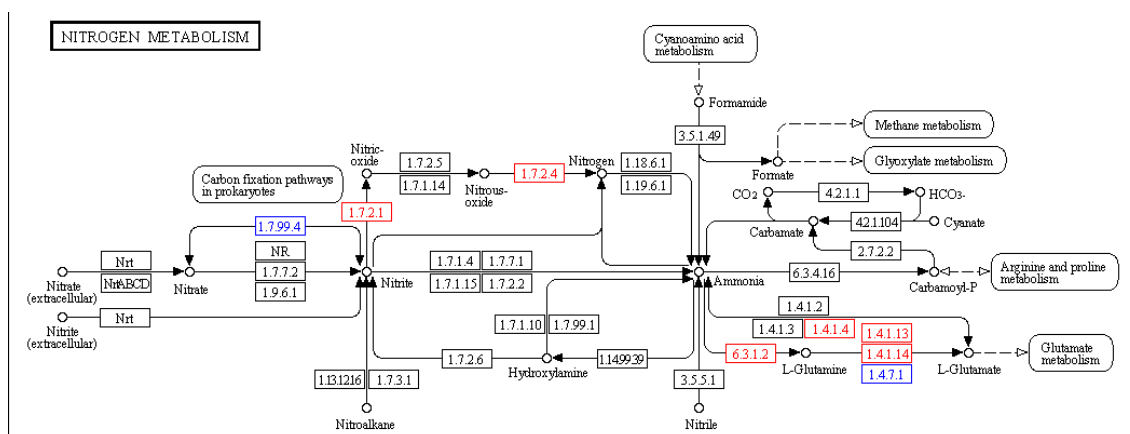 NITROGEN METABOLISM
Cyanoamino acid
metabolism
Formamide
3.5.1.49
Methane metabolism
Glyoxylate metabolism
Formate
Nitric-
oxide
1.7.2.5
1.7.1.14
Nitrous-
oxide
1.7.2.4
Nitrogen
1.18.6.1
1.19.6.1
Carbon fixation pathways
in prokaryotes
1.7.2.1
CO2
4.2.1.1
HCO3-
Carbamate
4.2.1.104
Cyanate
1.7.99.4
2.7.2.2
Nrt
NrtABCD
Nitrate
(extracellular)
Nitrate
NR
1.7.7.2
1.9.6.1
Nitrite
1.7.1.4
1.7.7.1
1.7.1.15
1.7.2.2
Ammonia
6.3.4.16
Carbamoyl-P
Arginine and proline
metabolism
Nrt
Nitrite
(extracellular)
1.7.1.10
1.7.99.1
1.4.1.2
1.4.1.3
1.4.1.4
1.4.1.13
1.7.2.6
Hydroxylamine
1.14.99.39
6.3.1.2
L-Glutamine
1.4.1.14
1.4.7.1
L-Glutamate
Glutamate
metabolism
1.13.12.16
1.7.3.1
Nitroalkane
3.5.5.1
Nitrile